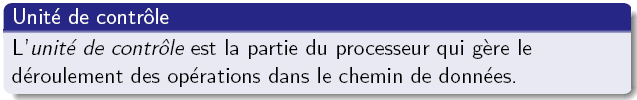 Unité de contrôle
L'unité de contrôle est la partie du processeur qui gère le
déroulement des opérations dans le chemin de données.